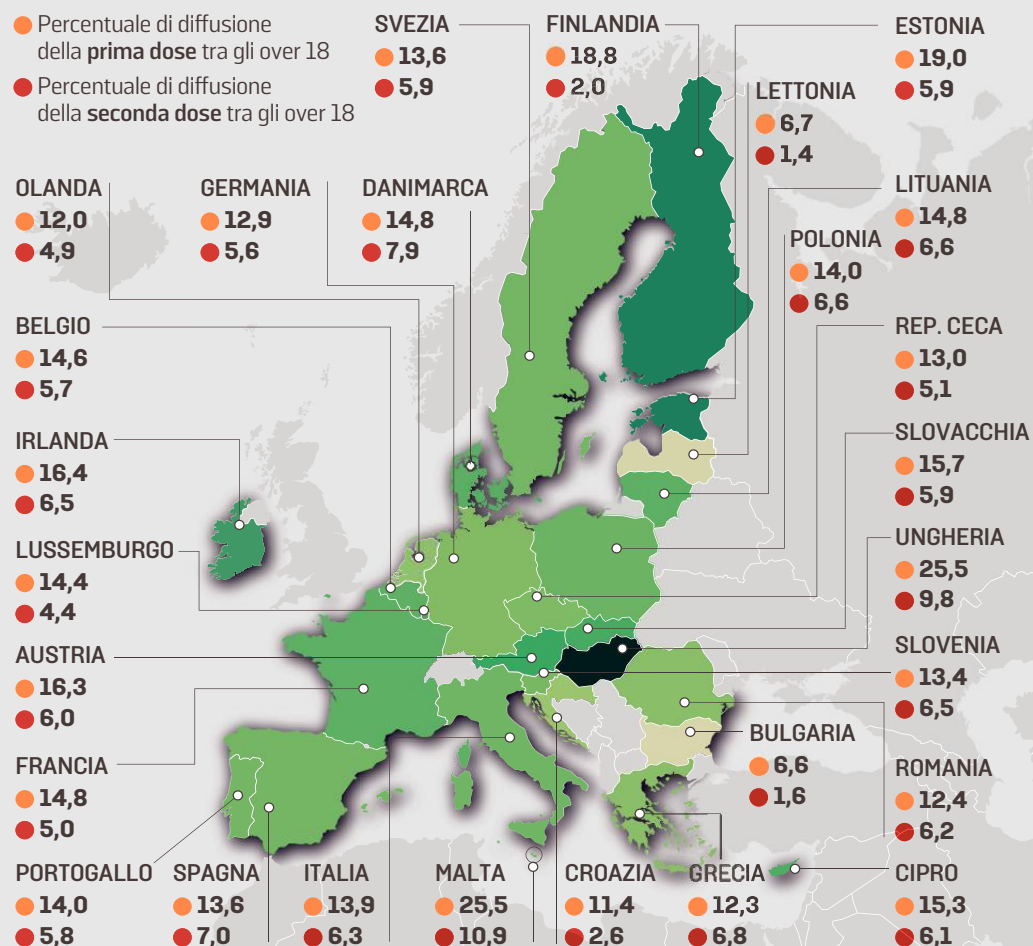 Percentuale di diffusione
della prima dose tra gli over 18
Percentuale di diffusione
della seconda dose tra gli over 18
SVEZIA
13,6
5,9
FINLANDIA
18,8
2,0
ESTONIA
19,0
5,9
LETTONIA
6,7
1,4
OLANDA
12,0
4,9
GERMANIA
12,9
5,6
DANIMARCA
14,8
7,9
LITUANIA
14,8
6,6
POLONIA
14,0
6,6
BELGIO
14,6
5,7
REP. CECA
13,0
5,1
IRLANDA
16,4
6,5
SLOVACCHIA
15,7
5,9
LUSSEMBURGO
14,4
4,4
UNGHERIA
25,5
9,8
AUSTRIA
16,3
6,0
SLOVENIA
13,4
6,5
FRANCIA
14,8
5,0
BULGARIA
6,6
1,6
ROMANIA
12,4
6,2
PORTOGALLO
14,0
5,8
SPAGNA
13,6
7,0
ITALIA
13,9
6,3
MALTA
25,5
10,9
CROAZIA
11,4
2,6
GRECIA
12,3
6,8
CIPRO
15,3
6,1